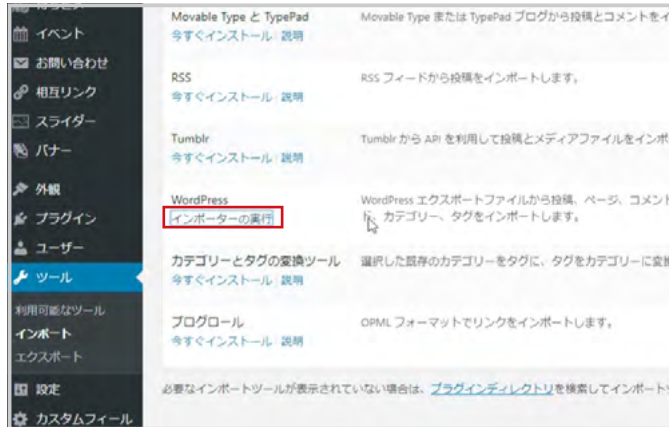 イベント
お問い合わせ
相互リンク
スライダー
バナー
外観
プラグイン
ユーザー
ツール
利用可能なツール
インポート
エクスポート
設定
カスタムフィール
Movable Type と TypePad
Movable Type または TypePad ブログから投稿とコメントをイ
今すぐインストール | 説明
RSS
RSS フィードから投稿をインポートします。
今すぐインストール | 説明
Tumblr
Tumblr から API を利用して投稿とメディアファイルをインポ
今すぐインストール | 説明
WordPress
WordPress エクスポートファイルから投稿、ページ、コメント
インポーターの実行
ド、カテゴリー、タグをインポートします。
カテゴリーとタグの変換ツール
選択した既存のカテゴリーをタグに、タグをカテゴリーに変換
今すぐインストール | 説明
ブログロール
OPML フォーマットでリンクをインポートします。
今すぐインストール | 説明
必要なインポートツールが表示されていない場合は、プラグインディレクトリを検索してインポート